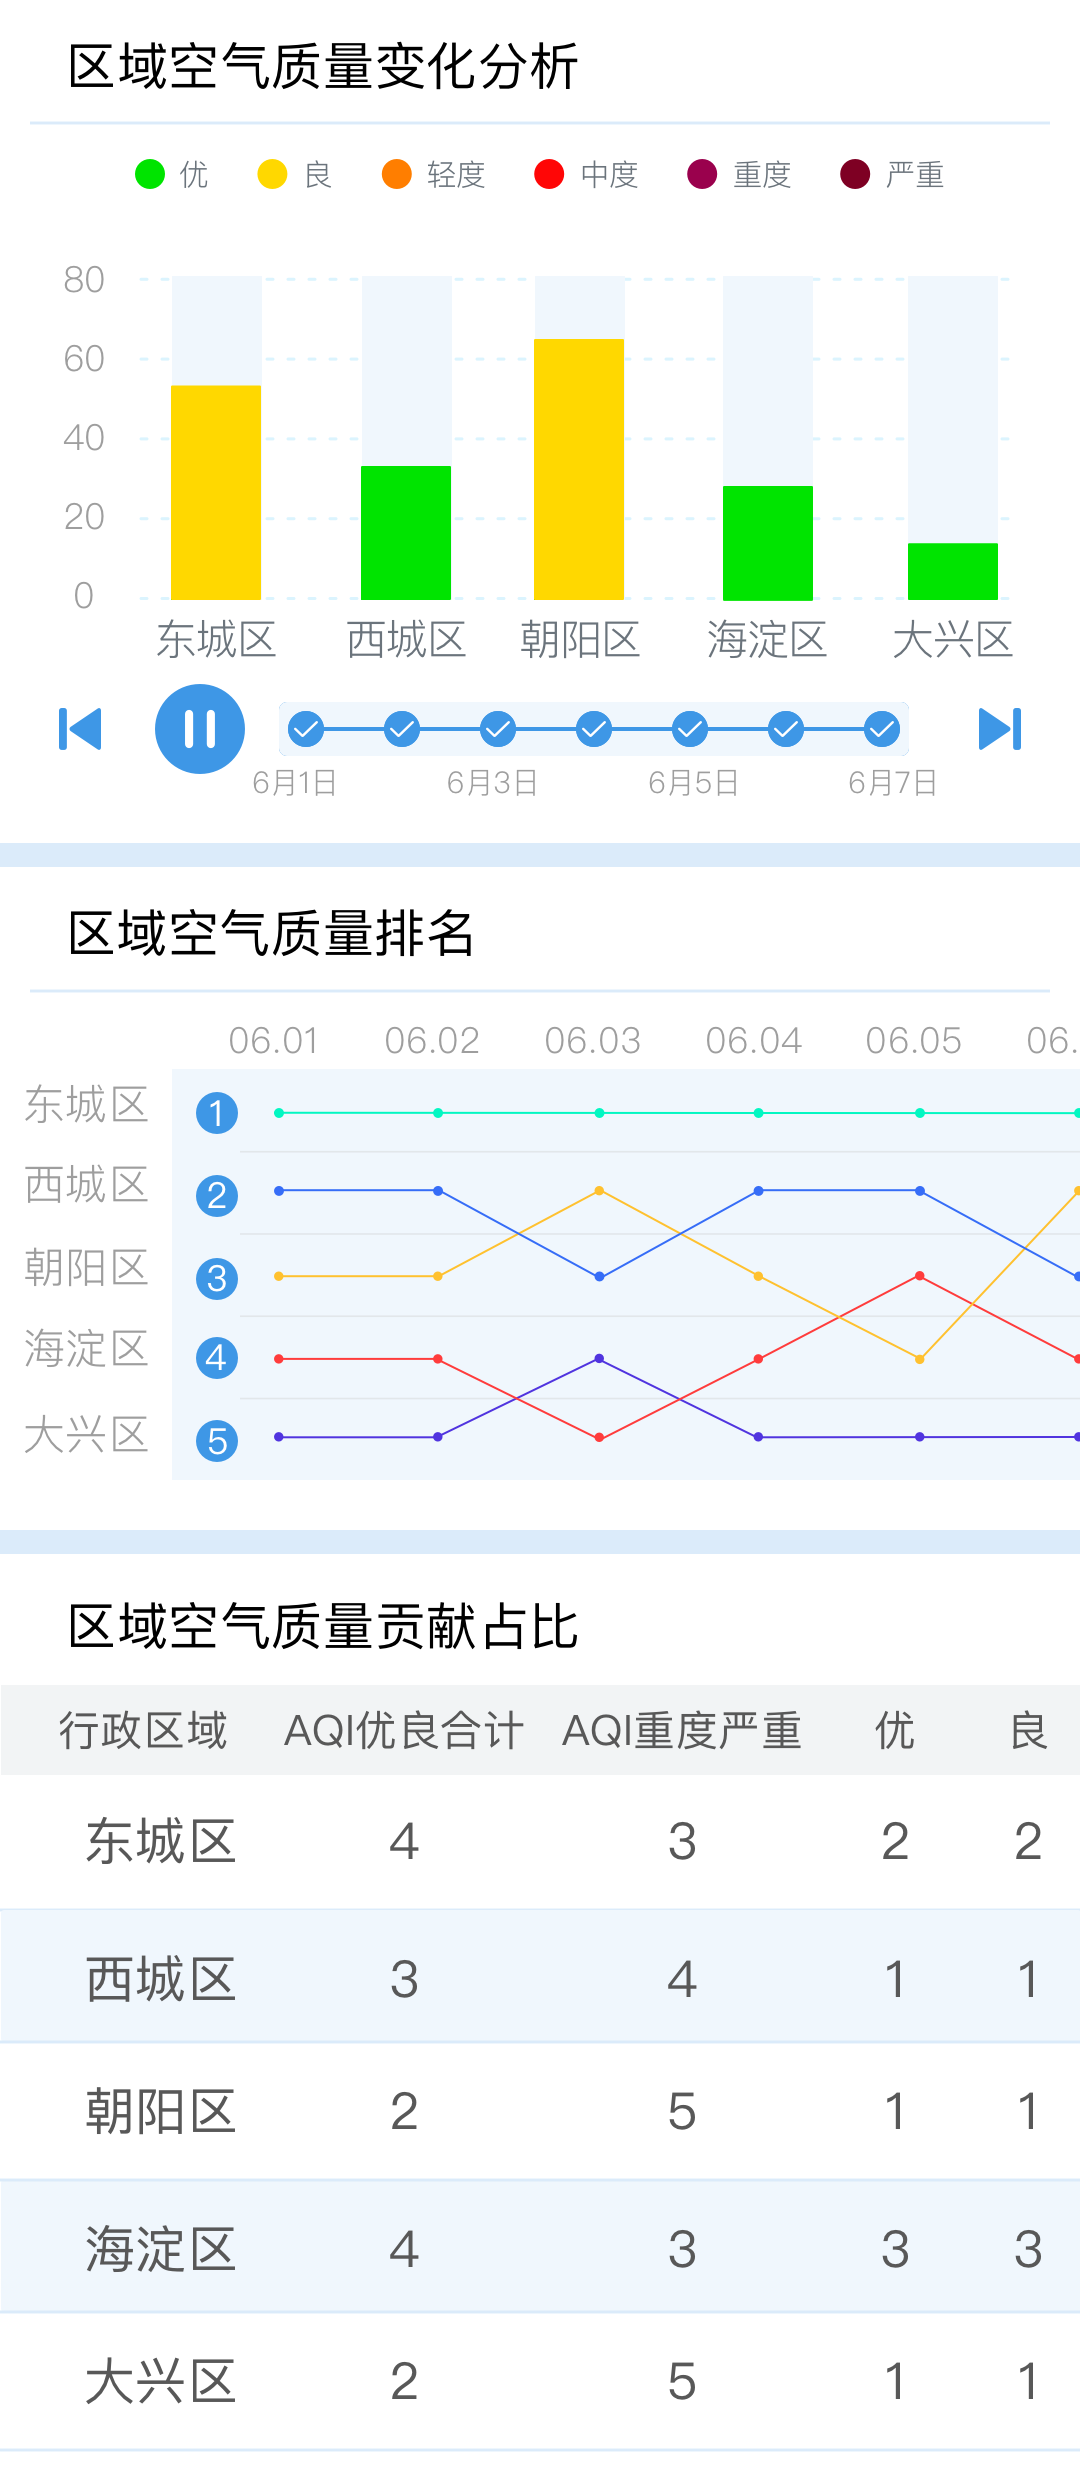 区域空气质量变化分析
优 良 轻度 中度 重度 严重
80
60
40
20
0
东城区 西城区 朝阳区 海淀区 大兴区
6月1日 6月3日 6月5日 6月7日
区域空气质量排名
06.01 06.02 06.03 06.04 06.05 06.
东城区 1
西城区 2
朝阳区 3
海淀区 4
大兴区 5
区域空气质量贡献占比
行政区域 AQI优良合计 AQI重度严重 优 良
东城区 4 3 2 2
西城区 3 4 1 1
朝阳区 2 5 1 1
海淀区 4 3 3 3
大兴区 2 5 1 1